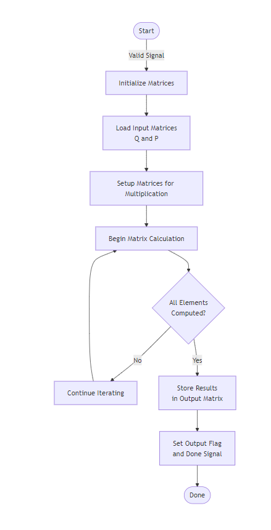 Start
Valid Signal
Initialize Matrices
Load Input Matrices
Q and P
Setup Matrices for
Multiplication
Begin Matrix Calculation
All Elements
Computed?
No
Yes
Continue Iterating
Store Results
in Output Matrix
Set Output Flag
and Done Signal
Done